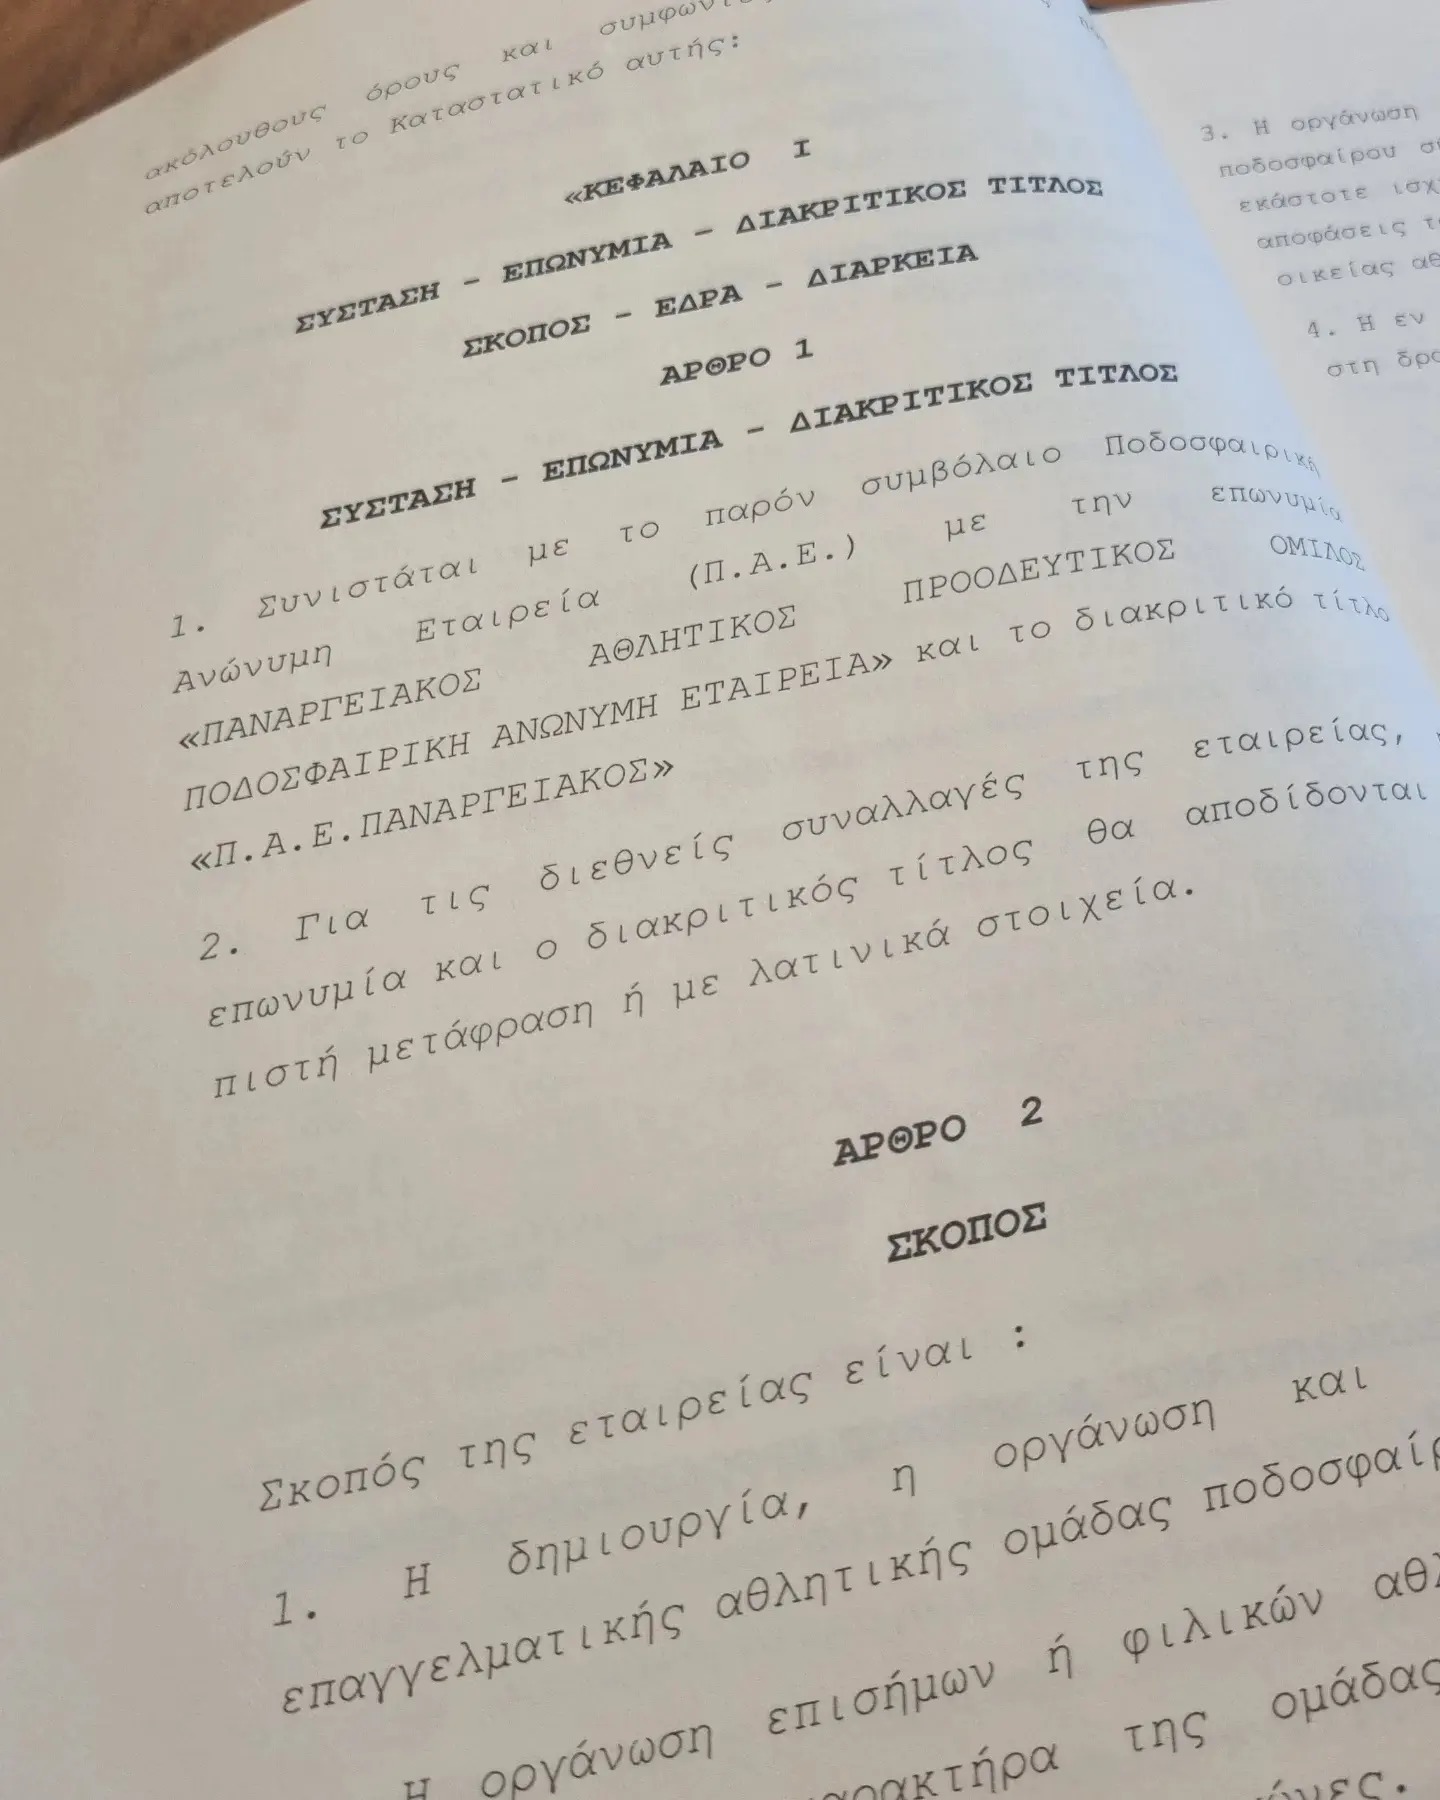 ακόλουθους όρους και
αποτελούν το Καταστατικό αυτής:
«ΚΕΦΑΛΑΙΟ Ι
ΣΥΣΤΑΣΗ – ΕΠΩΝΥΜΙΑ – ΔΙΑΚΡΙΤΙΚΟΣ ΤΙΤΛΟΣ
ΣΚΟΠΟΣ – ΕΔΡΑ – ΔΙΑΡΚΕΙΑ
ΑΡΘΡΟ 1
ΣΥΣΤΑΣΗ – ΕΠΩΝΥΜΙΑ – ΔΙΑΚΡΙΤΙΚΟΣ ΤΙΤΛΟΣ
1. Συνιστάται με το παρόν συμβόλαιο Ποδοσφαιρική
Ανώνυμη Εταιρεία (Π.Α.Ε.) με την επωνυμία
«ΠΑΝΑΡΓΕΙΑΚΟΣ ΑΘΛΗΤΙΚΟΣ ΠΡΟΟΔΕΥΤΙΚΟΣ ΟΜΙΛΟΣ
ΠΟΔΟΣΦΑΙΡΙΚΗ ΑΝΩΝΥΜΗ ΕΤΑΙΡΕΙΑ» και το διακριτικό τίτλο
«Π.Α.Ε.ΠΑΝΑΡΓΕΙΑΚΟΣ»
2. Για τις διεθνείς συναλλαγές της εταιρείας,
επωνυμία και ο διακριτικός τίτλος θα αποδίδονται
πιστή μετάφραση ή με λατινικά στοιχεία.
ΑΡΘΡΟ 2
ΣΚΟΠΟΣ
Σκοπός της εταιρείας είναι :
1. Η δημιουργία, η οργάνωση και
επαγγελματικής αθλητικής ομάδας
Η οργάνωση επισήμων ή φιλικών
της ομάδας
3. Η οργάνωση
ποδοσφαίρου
εκάστοτε
αποφάσεις
οικείας
4. Η εν
στη